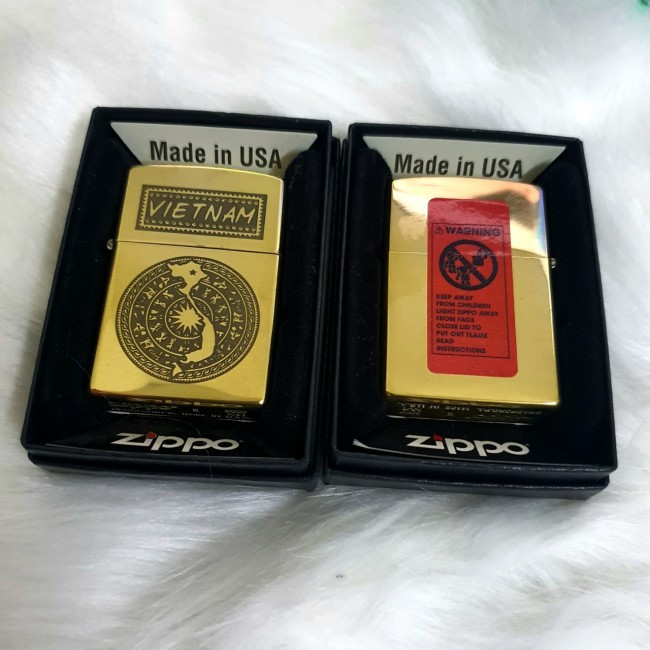 Made in USA
VIETNAM
zippo
Made in USA
⚠WARNING
KEEP AWAY
FROM CHILDREN
LIGHT ZIPPO AWAY
FROM FACE
CLOSE LID TO
PUT OUT FLAME
READ
INSTRUCTIONS
zippo